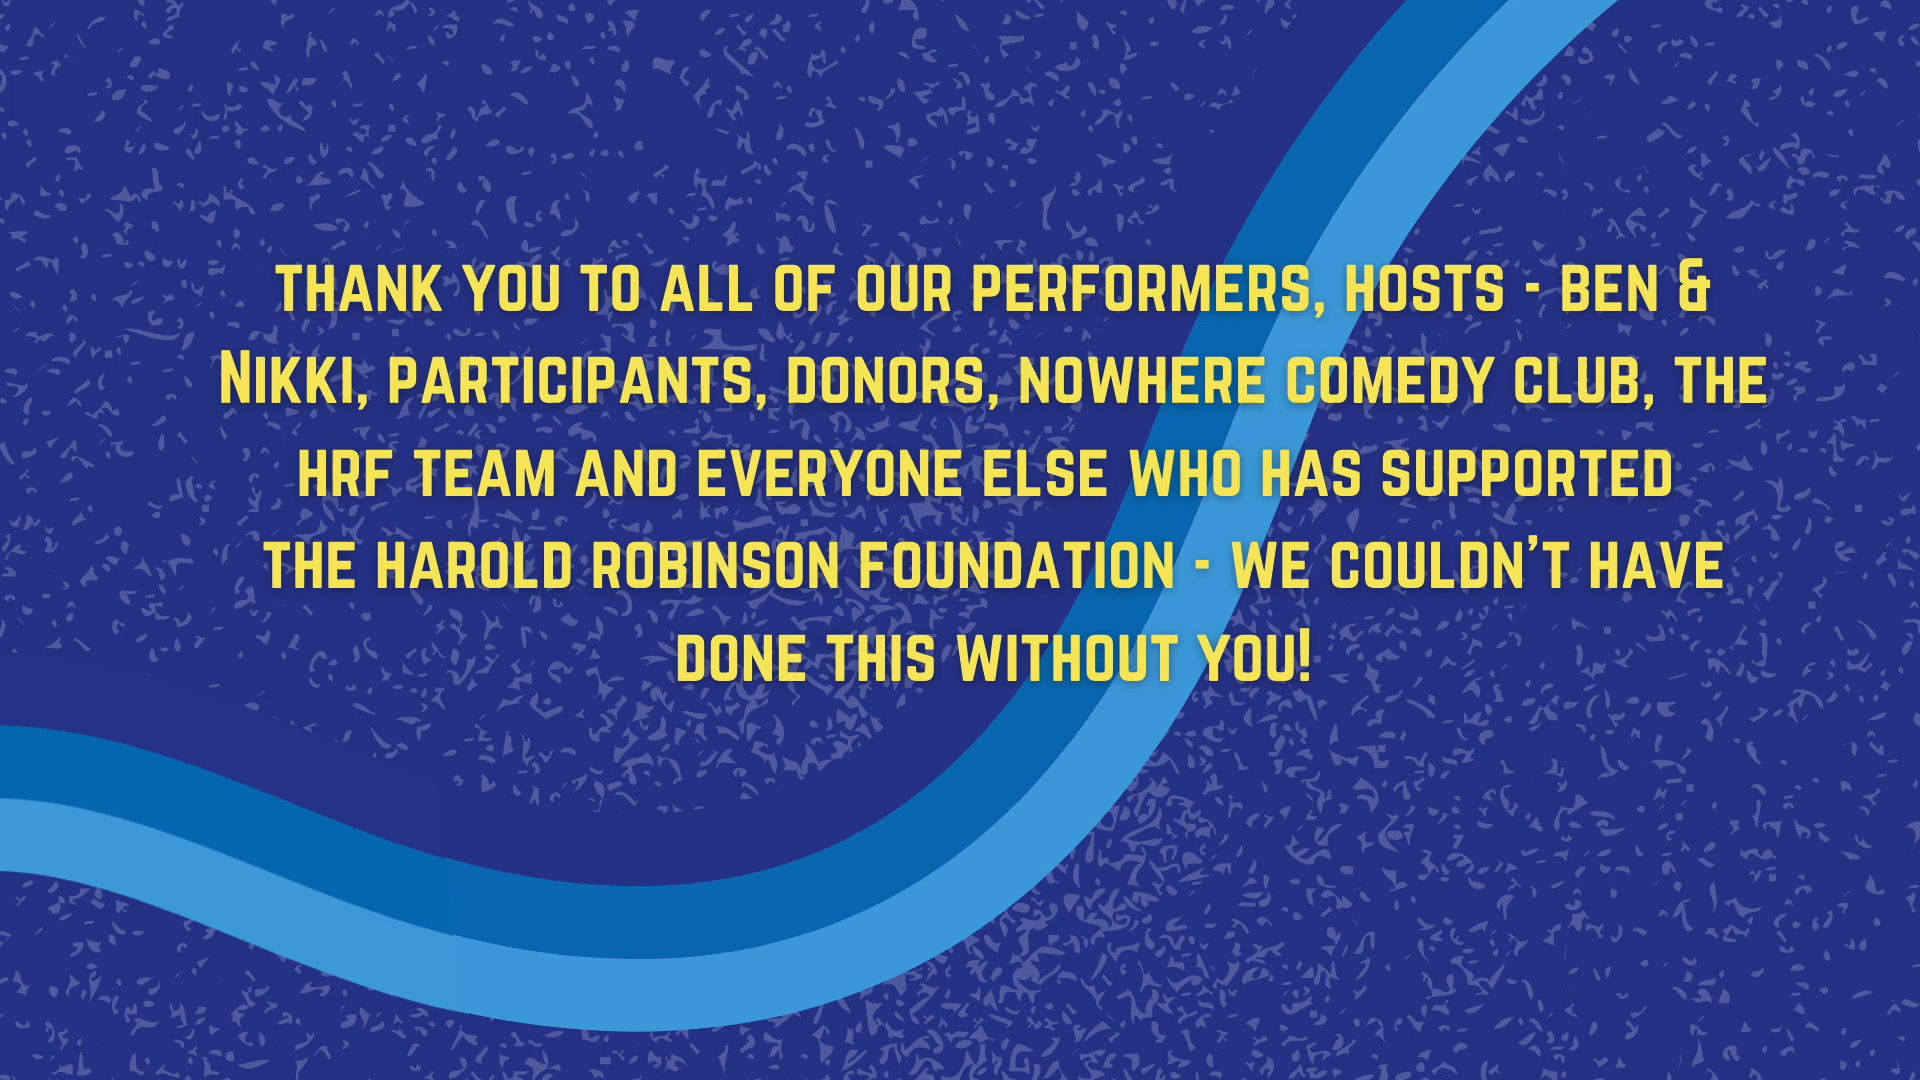 THANK YOU TO ALL OF OUR PERFORMERS, HOSTS - BEN &
NIKKI, PARTICIPANTS, DONORS, NOWHERE COMEDY CLUB, THE
HRF TEAM AND EVERYONE ELSE WHO HAS SUPPORTED
THE HAROLD ROBINSON FOUNDATION - WE COULDN'T HAVE
DONE THIS WITHOUT YOU!